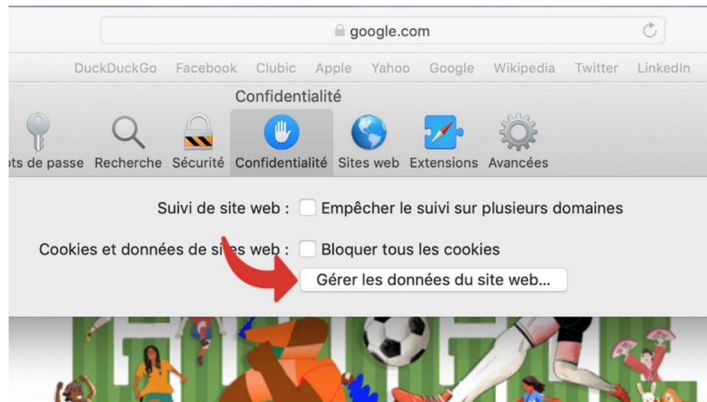 google.com
DuckDuckGo Facebook Clubic Apple Yahoo Google Wikipedia Twitter LinkedIn
Confidentialité
ots de passe Recherche Sécurité Confidentialité Sites web Extensions Avancées
Suivi de site web : Empêcher le suivi sur plusieurs domaines
Cookies et données de sites web : Bloquer tous les cookies
Gérer les données du site web...